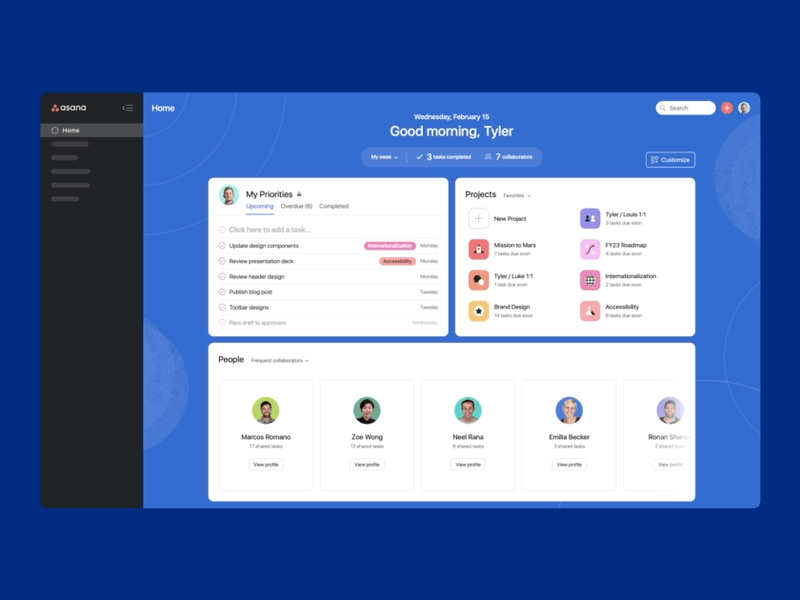 asana
Home
Home
Search
Wednesday, February 15
Good morning, Tyler
My week
3 tasks completed
7 collaborators
Customize
My Priorities
Upcoming Overdue (6) Completed
Click here to add a task...
Update design components Internationalization Monday
Review presentation deck Accessibility Monday
Review header design Monday
Publish blog post Tuesday
Toolbar designs Tuesday
Pass draft to approvers Wednesday
Projects Favorites
New Project
Tyler / Louis 1:1
3 tasks due soon
Mission to Mars
7 tasks due soon
FY23 Roadmap
4 tasks due soon
Tyler / Luke 1:1
1 task due soon
Internationalization
2 tasks due soon
Brand Design
14 tasks due soon
Accessibility
8 tasks due soon
People Frequent collaborators
Marcos Romano
17 shared tasks
View profile
Zoe Wong
12 shared tasks
View profile
Neel Rana
8 shared tasks
View profile
Emilia Becker
3 shared tasks
View profile
Ronan
2 shared
View profile